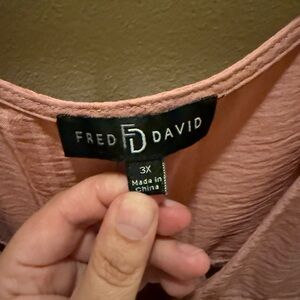 FRED FD DAVID
3X
Made in
China